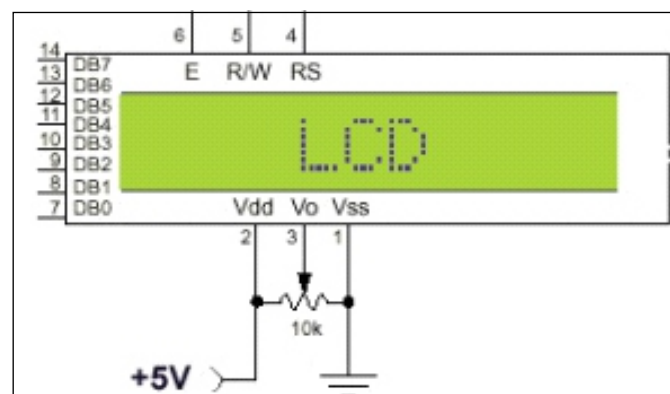 6 5 4
E R/W RS
14 DB7
13 DB6
12 DB5
11 DB4
10 DB3
9 DB2
8 DB1
7 DB0
LCD
Vdd Vo Vss
2 3 1
10k
+5V